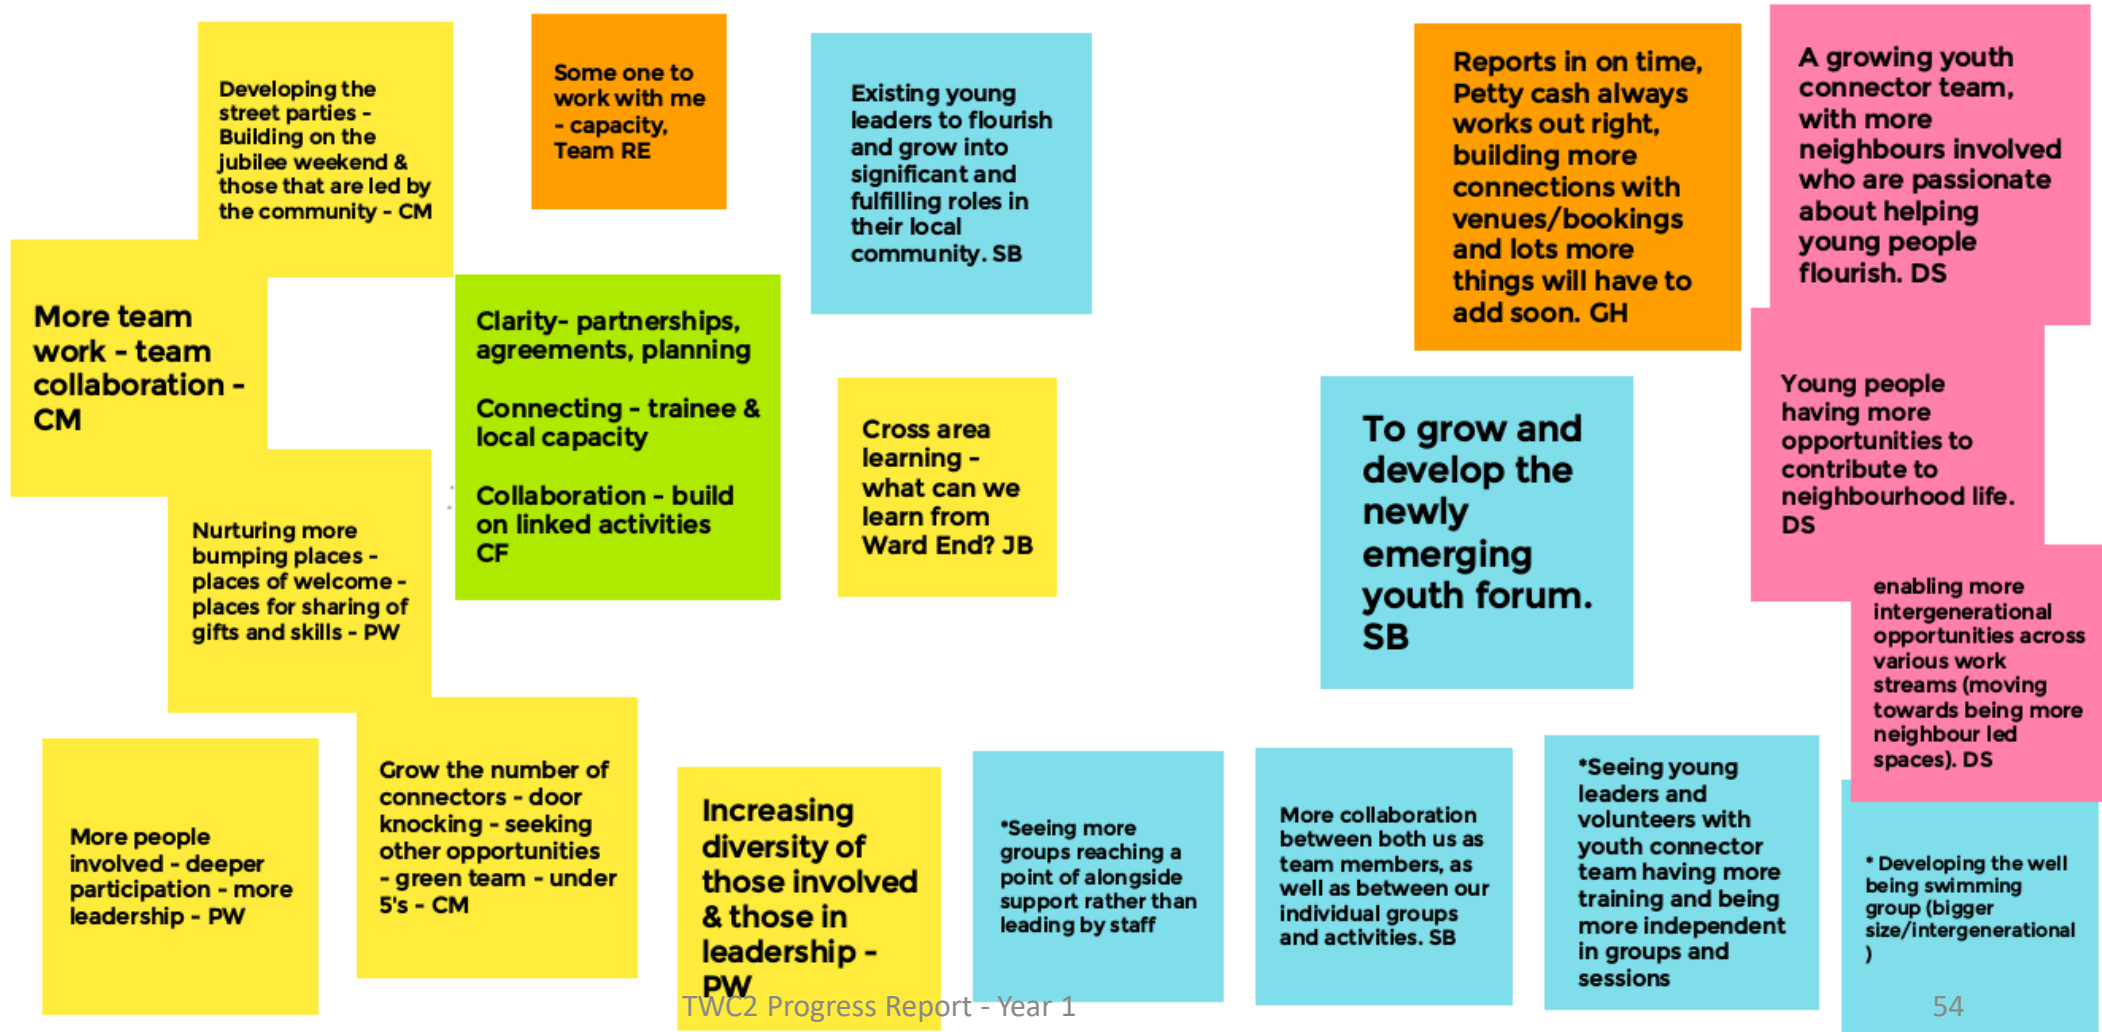 Developing the
street parties -
Building on the
jubilee weekend &
those that are led by
the community - CM
Some one to
work with me
- capacity,
Team RE
Existing young
leaders to flourish
and grow into
significant and
fulfilling roles in
their local
community. SB
Reports in on time,
Petty cash always
works out right,
building more
connections with
venues/bookings
and lots more
things will have to
add soon. GH
A growing youth
connector team,
with more
neighbours involved
who are passionate
about helping
young people
flourish. DS
More team
work - team
collaboration -
CM
Clarity- partnerships,
agreements, planning
Connecting - trainee &
local capacity
Collaboration - build
on linked activities
CF
Cross area
learning -
what can we
learn from
Ward End? JB
To grow and
develop the
newly
emerging
youth forum.
SB
Young people
having more
opportunities to
contribute to
neighbourhood life.
DS
Nurturing more
bumping places -
places of welcome -
places for sharing of
gifts and skills - PW
enabling more
intergenerational
opportunities across
various work
streams (moving
towards being more
neighbour led
spaces). DS
More people
involved - deeper
participation - more
leadership - PW
Grow the number of
connectors - door
knocking - seeking
other opportunities
- green team - under
5's - CM
Increasing
diversity of
those involved
& those in
leadership -
PW
*Seeing more
groups reaching a
point of alongside
support rather than
leading by staff
More collaboration
between both us as
team members, as
well as between our
individual groups
and activities. SB
*Seeing young
leaders and
volunteers with
youth connector
team having more
training and being
more independent
in groups and
sessions
* Developing the well
being swimming
group (bigger
size/intergenerational
)
TWC2 Progress Report - Year 1
54